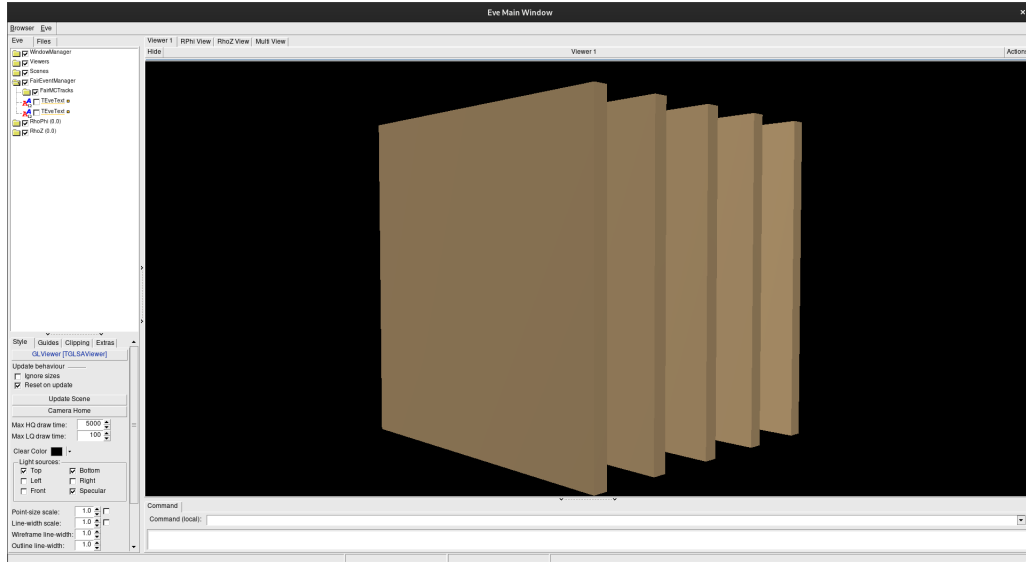 Eve Main Window
Browser Eve
Eve Files
Viewer 1 RPhi View RhoZ View Multi View
Hide Viewer 1 Actions
WindowManager
Viewers
Scenes
FairEventManager
FairMCTracks
TEveText
TEveText
RhoPhi (0.0)
RhoZ (0.0)
Style Guides Clipping Extras
GLViewer [TGLSAViewer]
Update behaviour
Ignore sizes
Reset on update
Update Scene
Camera Home
Max HQ draw time: 5000
Max LQ draw time: 100
Clear Color
Light sources:
Top Bottom
Left Right
Front Specular
Point-size scale: 1.0
Line-width scale: 1.0
Wireframe line-width: 1.0
Outline line-width: 1.0
Command
Command (local):